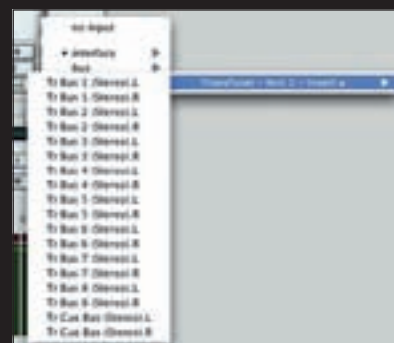 no input
interface
Bus
Tr Bus 1 (Stereo).L
Tr Bus 1 (Stereo).R
Tr Bus 2 (Stereo).L
Tr Bus 2 (Stereo).R
Tr Bus 3 (Stereo).L
Tr Bus 3 (Stereo).R
Tr Bus 4 (Stereo).L
Tr Bus 4 (Stereo).R
Tr Bus 5 (Stereo).L
Tr Bus 5 (Stereo).R
Tr Bus 6 (Stereo).L
Tr Bus 6 (Stereo).R
Tr Bus 7 (Stereo).L
Tr Bus 7 (Stereo).R
Tr Bus 8 (Stereo).L
Tr Bus 8 (Stereo).R
Tr Cue Bus (Stereo).L
Tr Cue Bus (Stereo).R